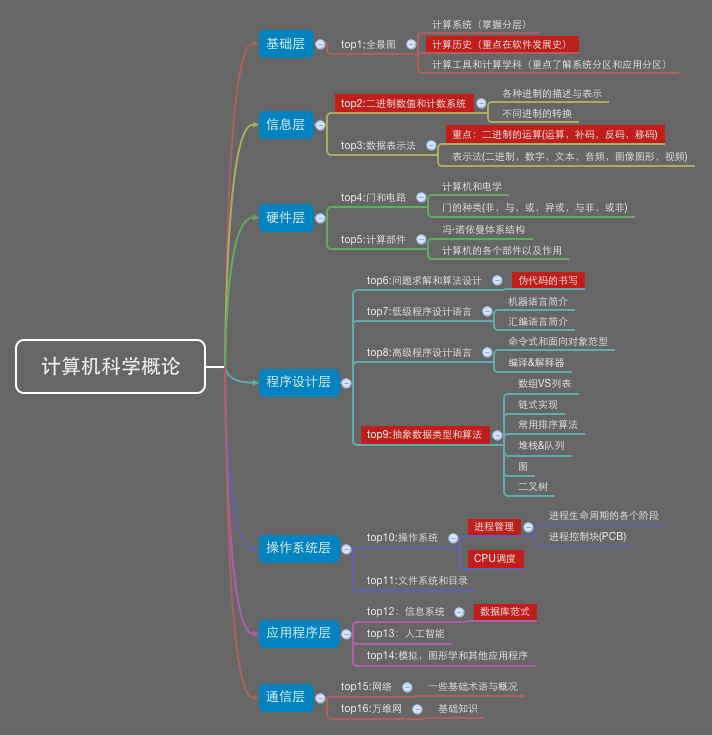 计算机科学概论
基础层
top1;全景图
计算系统（掌握分层）
计算历史（重点在软件发展史）
计算工具和计算学科（重点了解系统分区和应用分区）
信息层
top2:二进制数值和计数系统
各种进制的描述与表示
不同进制的转换
top3:数据表示法
重点：二进制的运算(运算，补码，反码，移码)
表示法(二进制，数字，文本，音频，图像图形，视频)
硬件层
top4:门和电路
计算机和电学
门的种类(非，与，或，异或，与非，或非)
top5:计算部件
冯·诺依曼体系结构
计算机的各个部件以及作用
程序设计层
top6:问题求解和算法设计
伪代码的书写
top7:低级程序设计语言
机器语言简介
汇编语言简介
top8:高级程序设计语言
命令式和面向对象范型
编译&解释器
top9:抽象数据类型和算法
数组VS列表
链式实现
常用排序算法
堆栈&队列
图
二叉树
操作系统层
top10:操作系统
进程管理
进程生命周期的各个阶段
进程控制块(PCB)
CPU调度
top11:文件系统和目录
应用程序层
top12：信息系统
数据库范式
top13：人工智能
top14:模拟，图形学和其他应用程序
通信层
top15:网络
一些基础术语与概况
top16:万维网
基础知识